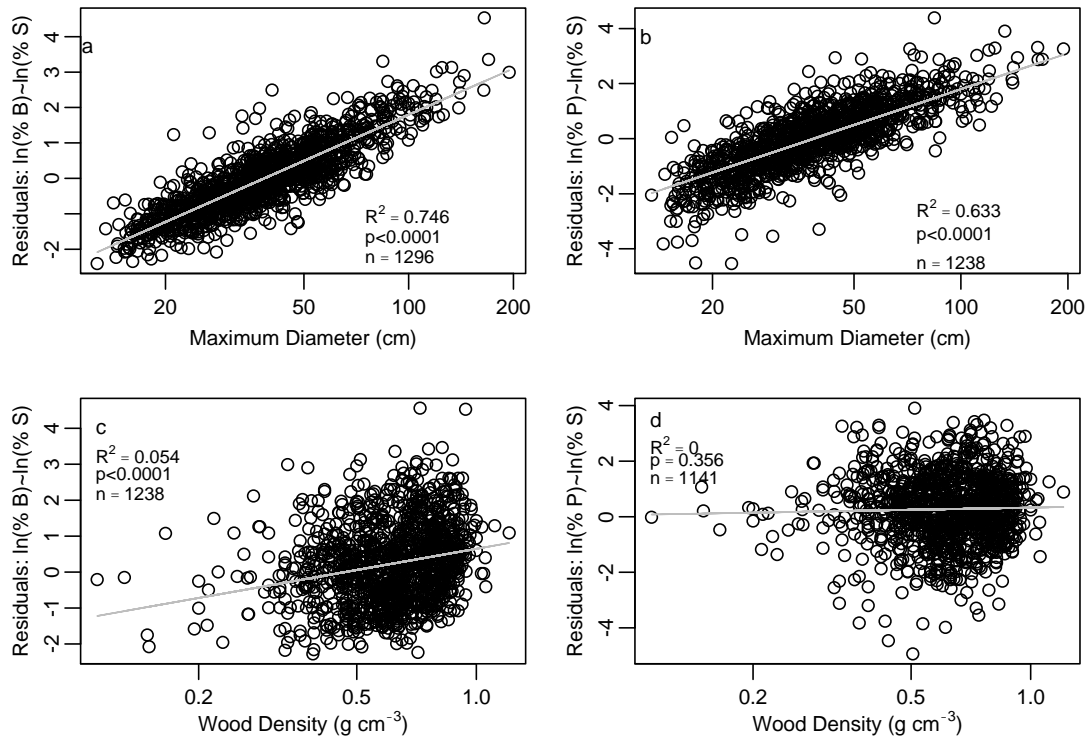 a
Residuals: ln(% B)~ln(% S)
4
3
2
1
0
-2
R² = 0.746
p<0.0001
n = 1296
20 50 100 200
Maximum Diameter (cm)
b
Residuals: ln(% P)~ln(% S)
4
2
0
-2
-4
R² = 0.633
p<0.0001
n = 1238
20 50 100 200
Maximum Diameter (cm)
c
Residuals: ln(% B)~ln(% S)
4
3
2
1
0
-1
-2
R² = 0.054
p<0.0001
n = 1238
0.2 0.5 1.0
Wood Density (g cm⁻³)
d
Residuals: ln(% P)~ln(% S)
4
2
0
-2
-4
R² = 0
p = 0.356
n = 1141
0.2 0.5 1.0
Wood Density (g cm⁻³)